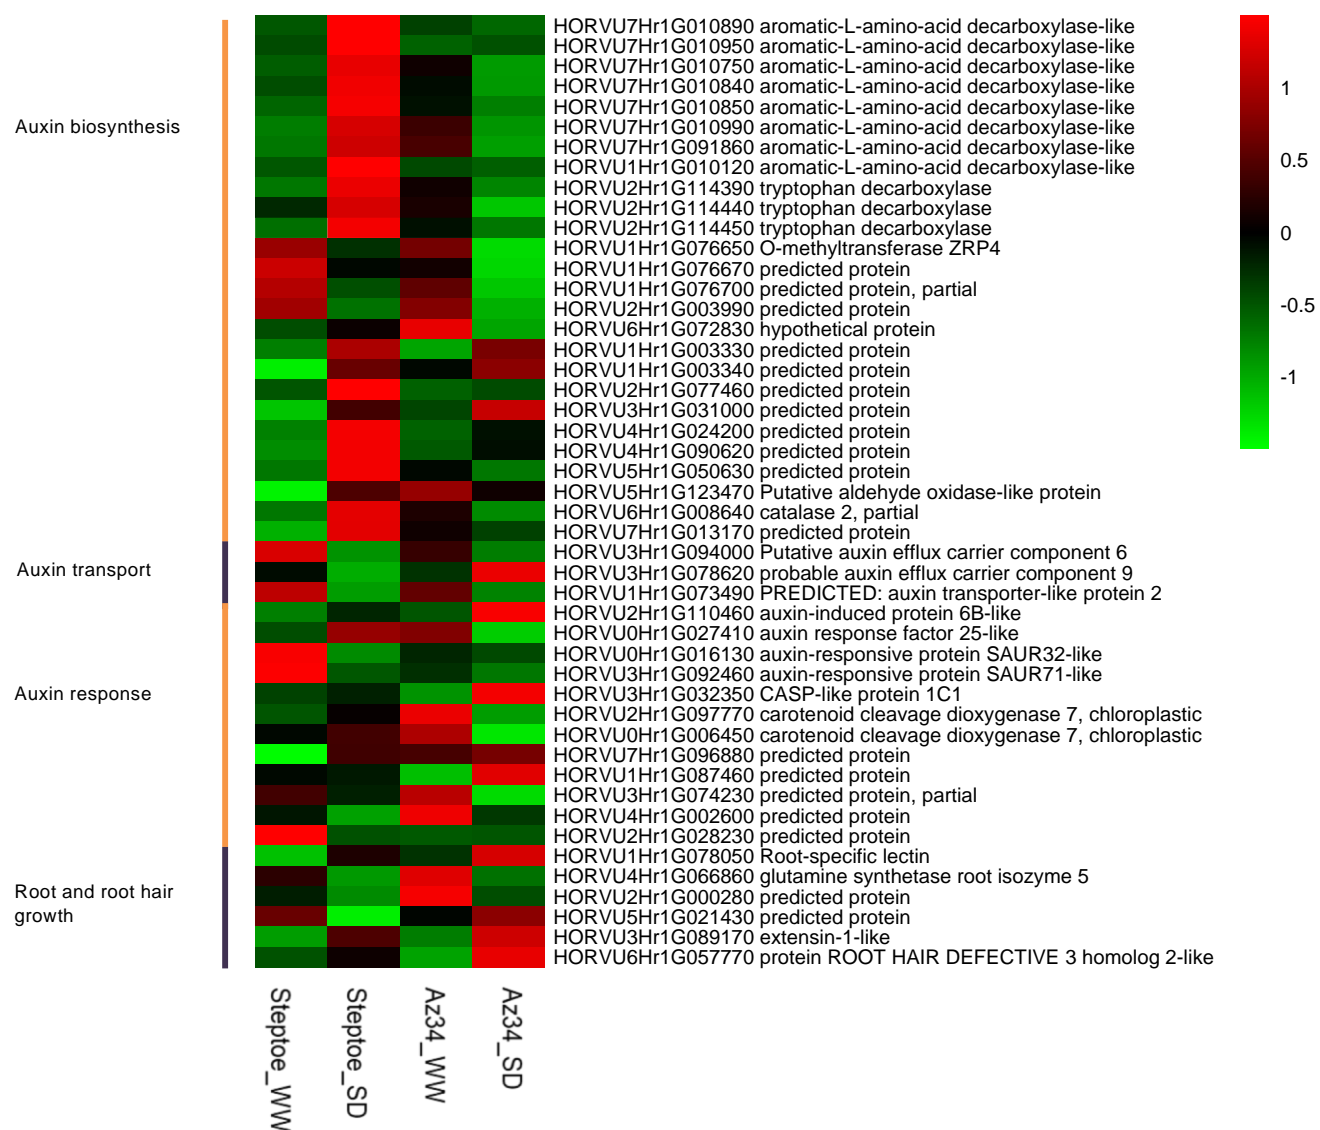 HORVU7Hr1G010890 aromatic-L-amino-acid decarboxylase-like
HORVU7Hr1G010950 aromatic-L-amino-acid decarboxylase-like
HORVU7Hr1G010750 aromatic-L-amino-acid decarboxylase-like
HORVU7Hr1G010840 aromatic-L-amino-acid decarboxylase-like
HORVU7Hr1G010850 aromatic-L-amino-acid decarboxylase-like
Auxin biosynthesis
HORVU7Hr1G010990 aromatic-L-amino-acid decarboxylase-like
HORVU7Hr1G091860 aromatic-L-amino-acid decarboxylase-like
HORVU1Hr1G010120 aromatic-L-amino-acid decarboxylase-like
HORVU2Hr1G114390 tryptophan decarboxylase
HORVU2Hr1G114440 tryptophan decarboxylase
HORVU2Hr1G114450 tryptophan decarboxylase
HORVU1Hr1G076650 O-methyltransferase ZRP4
HORVU1Hr1G076670 predicted protein
HORVU1Hr1G076700 predicted protein, partial
HORVU2Hr1G003990 predicted protein
HORVU6Hr1G072830 hypothetical protein
HORVU1Hr1G003330 predicted protein
HORVU1Hr1G003340 predicted protein
HORVU2Hr1G077460 predicted protein
HORVU3Hr1G031000 predicted protein
HORVU4Hr1G024200 predicted protein
HORVU4Hr1G090620 predicted protein
HORVU5Hr1G050630 predicted protein
HORVU5Hr1G123470 Putative aldehyde oxidase-like protein
HORVU6Hr1G008640 catalase 2, partial
HORVU7Hr1G013170 predicted protein
HORVU3Hr1G094000 Putative auxin efflux carrier component 6
Auxin transport
HORVU3Hr1G078620 probable auxin efflux carrier component 9
HORVU1Hr1G073490 PREDICTED: auxin transporter-like protein 2
HORVU2Hr1G110460 auxin-induced protein 6B-like
HORVU0Hr1G027410 auxin response factor 25-like
HORVU0Hr1G016130 auxin-responsive protein SAUR32-like
HORVU3Hr1G092460 auxin-responsive protein SAUR71-like
Auxin response
HORVU3Hr1G032350 CASP-like protein 1C1
HORVU2Hr1G097770 carotenoid cleavage dioxygenase 7, chloroplastic
HORVU0Hr1G006450 carotenoid cleavage dioxygenase 7, chloroplastic
HORVU7Hr1G096880 predicted protein
HORVU1Hr1G087460 predicted protein
HORVU3Hr1G074230 predicted protein, partial
HORVU4Hr1G002600 predicted protein
HORVU2Hr1G028230 predicted protein
HORVU1Hr1G078050 Root-specific lectin
HORVU4Hr1G066860 glutamine synthetase root isozyme 5
Root and root hair
growth
HORVU2Hr1G000280 predicted protein
HORVU5Hr1G021430 predicted protein
HORVU3Hr1G089170 extensin-1-like
HORVU6Hr1G057770 protein ROOT HAIR DEFECTIVE 3 homolog 2-like
1
0.5
0
-0.5
-1
Steptoe_WW
Steptoe_SD
Az34_WW
Az34_SD